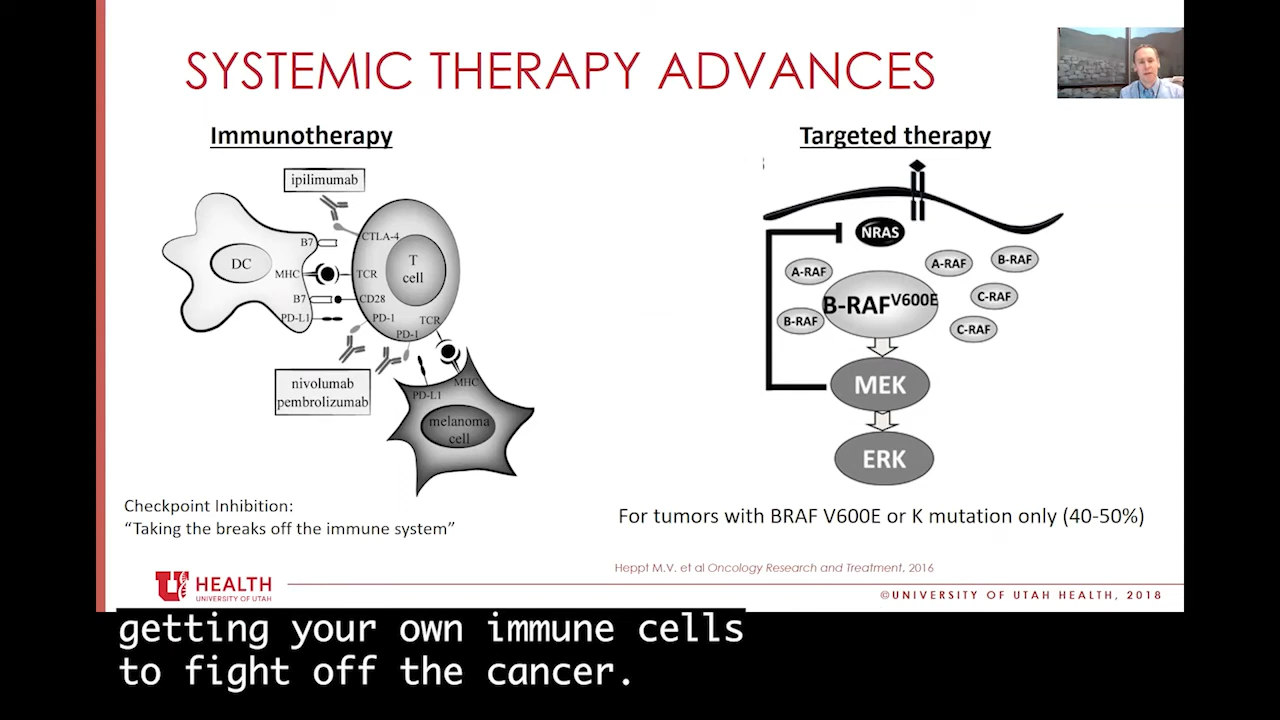 SYSTEMIC THERAPY ADVANCES
Immunotherapy
ipilimumab
DC
B7
MHC
B7
PD-L1
CTLA-4
TCR
CD28
PD-1
PD-1
TCR
T
cell
nivolumab
pembrolizumab
PD-L1
MHC
melanoma
cell
Checkpoint Inhibition:
“Taking the breaks off the immune system”
Targeted therapy
NRAS
A-RAF
B-RAF
B-RAF V600E
A-RAF
B-RAF
C-RAF
C-RAF
MEK
ERK
For tumors with BRAF V600E or K mutation only (40-50%)
Heppt M.V. et al Oncology Research and Treatment, 2016
U HEALTH
UNIVERSITY OF UTAH
©UNIVERSITY OF UTAH HEALTH, 2018
getting your own immune cells
to fight off the cancer.